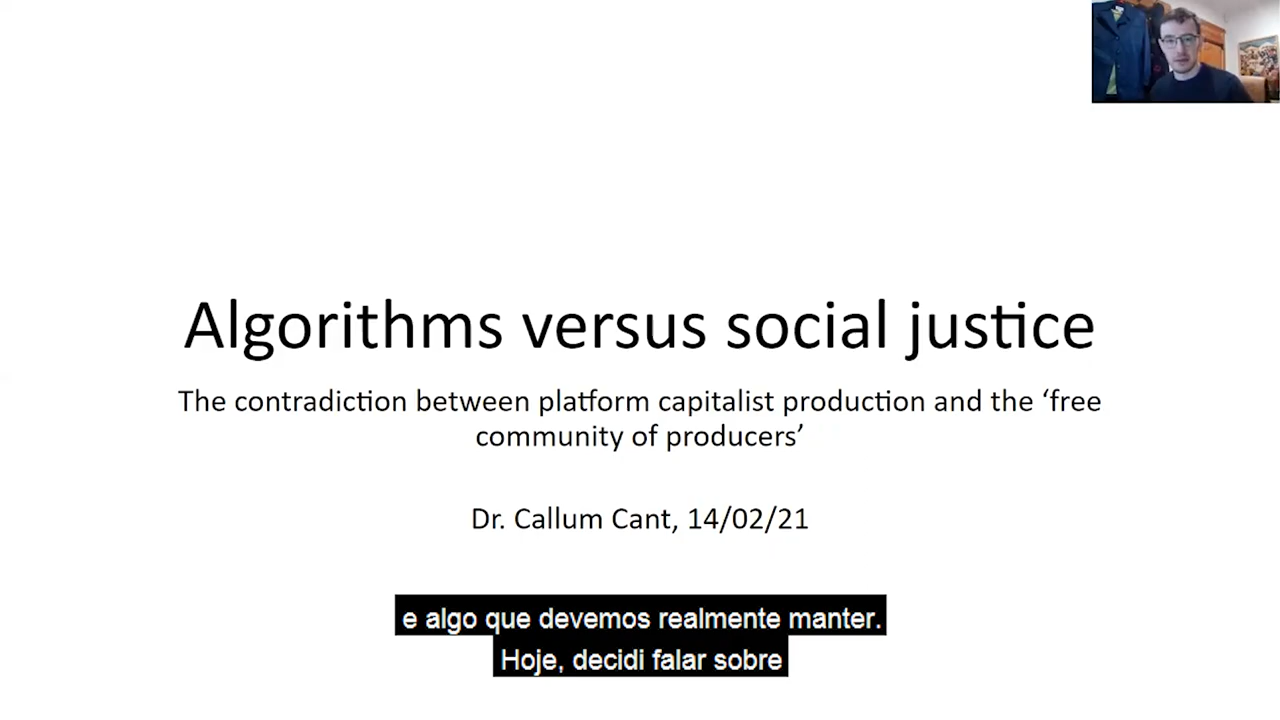 Algorithms versus social justice
The contradiction between platform capitalist production and the ‘free
community of producers’
Dr. Callum Cant, 14/02/21
e algo que devemos realmente manter.
Hoje, decidi falar sobre